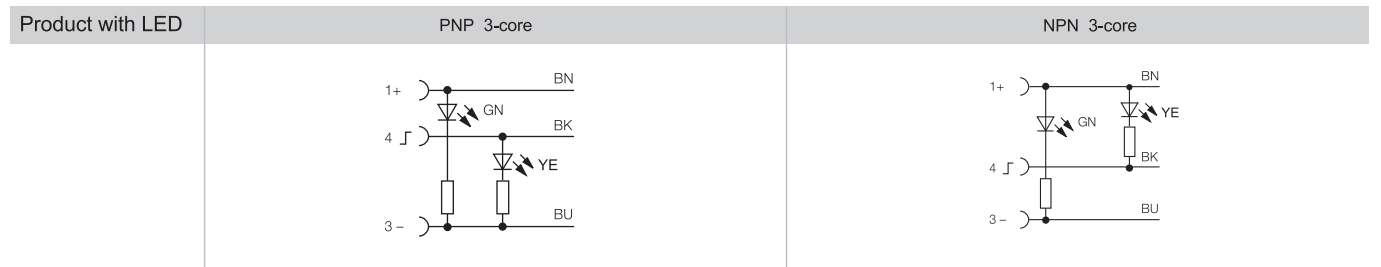 Product with LED PNP 3-core NPN 3-core
1+ BN
GN
4 BK
YE
3 – BU
1+ BN
YE
GN
BK
4
BU
3 –